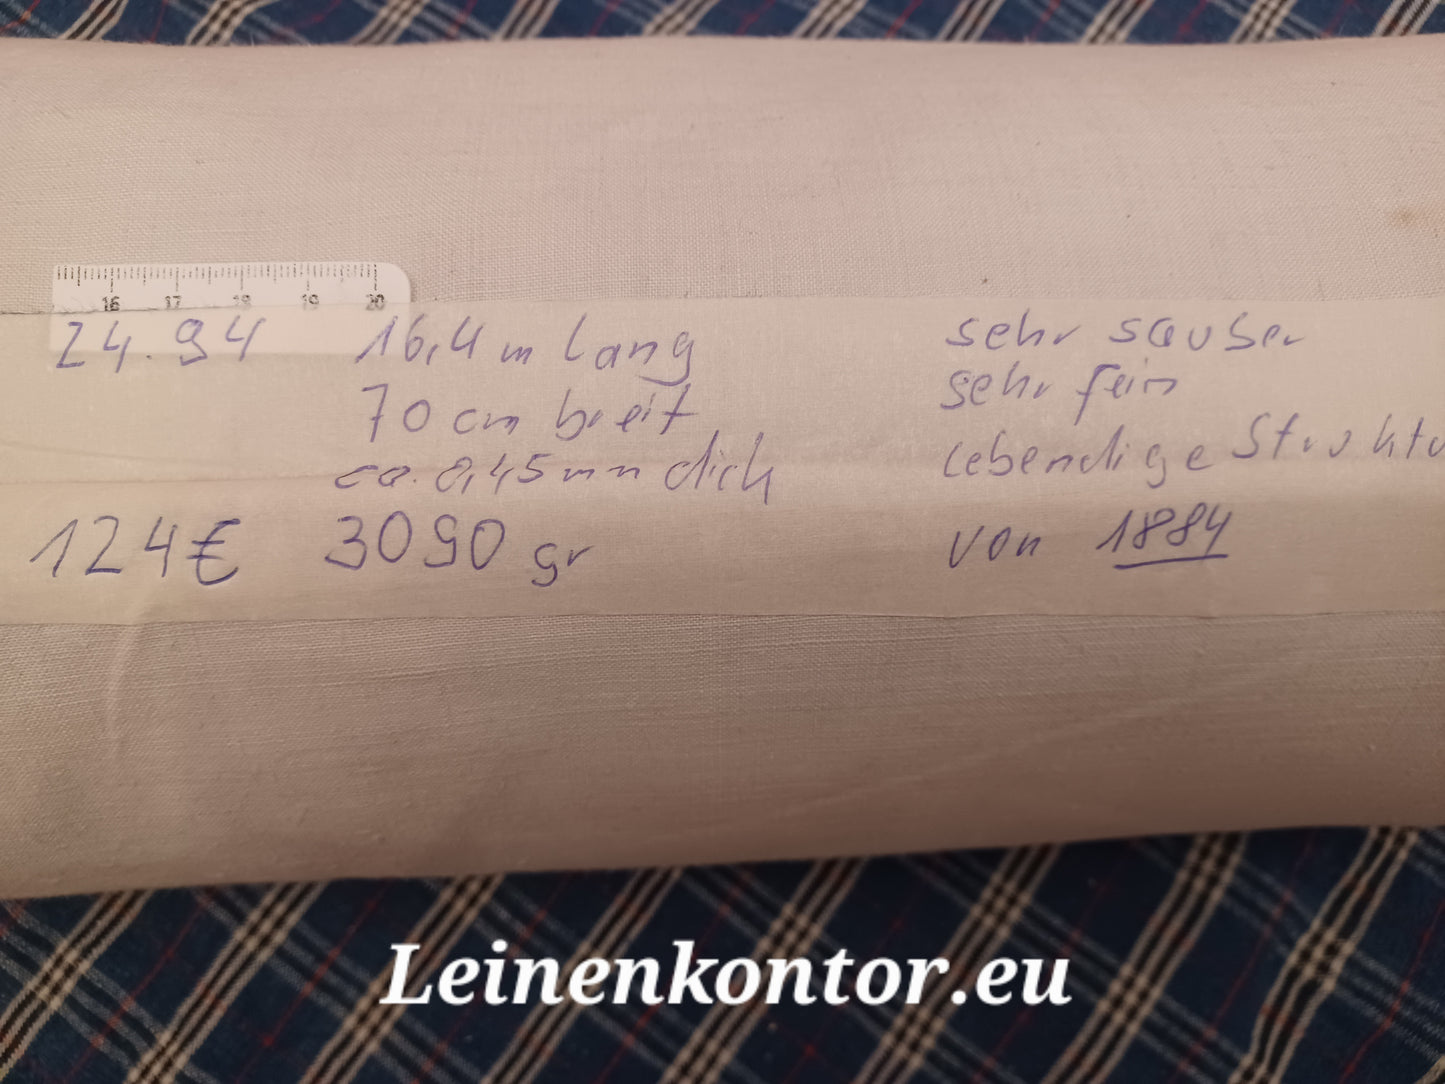 16 17 18 19 20
24.94 16,4 m lang sehr sauber
70 cm breit sehr fein
ca. 0,45 mm dick lebendige Struktu
124€ 3090 gr von 1884
Leinenkontor.eu